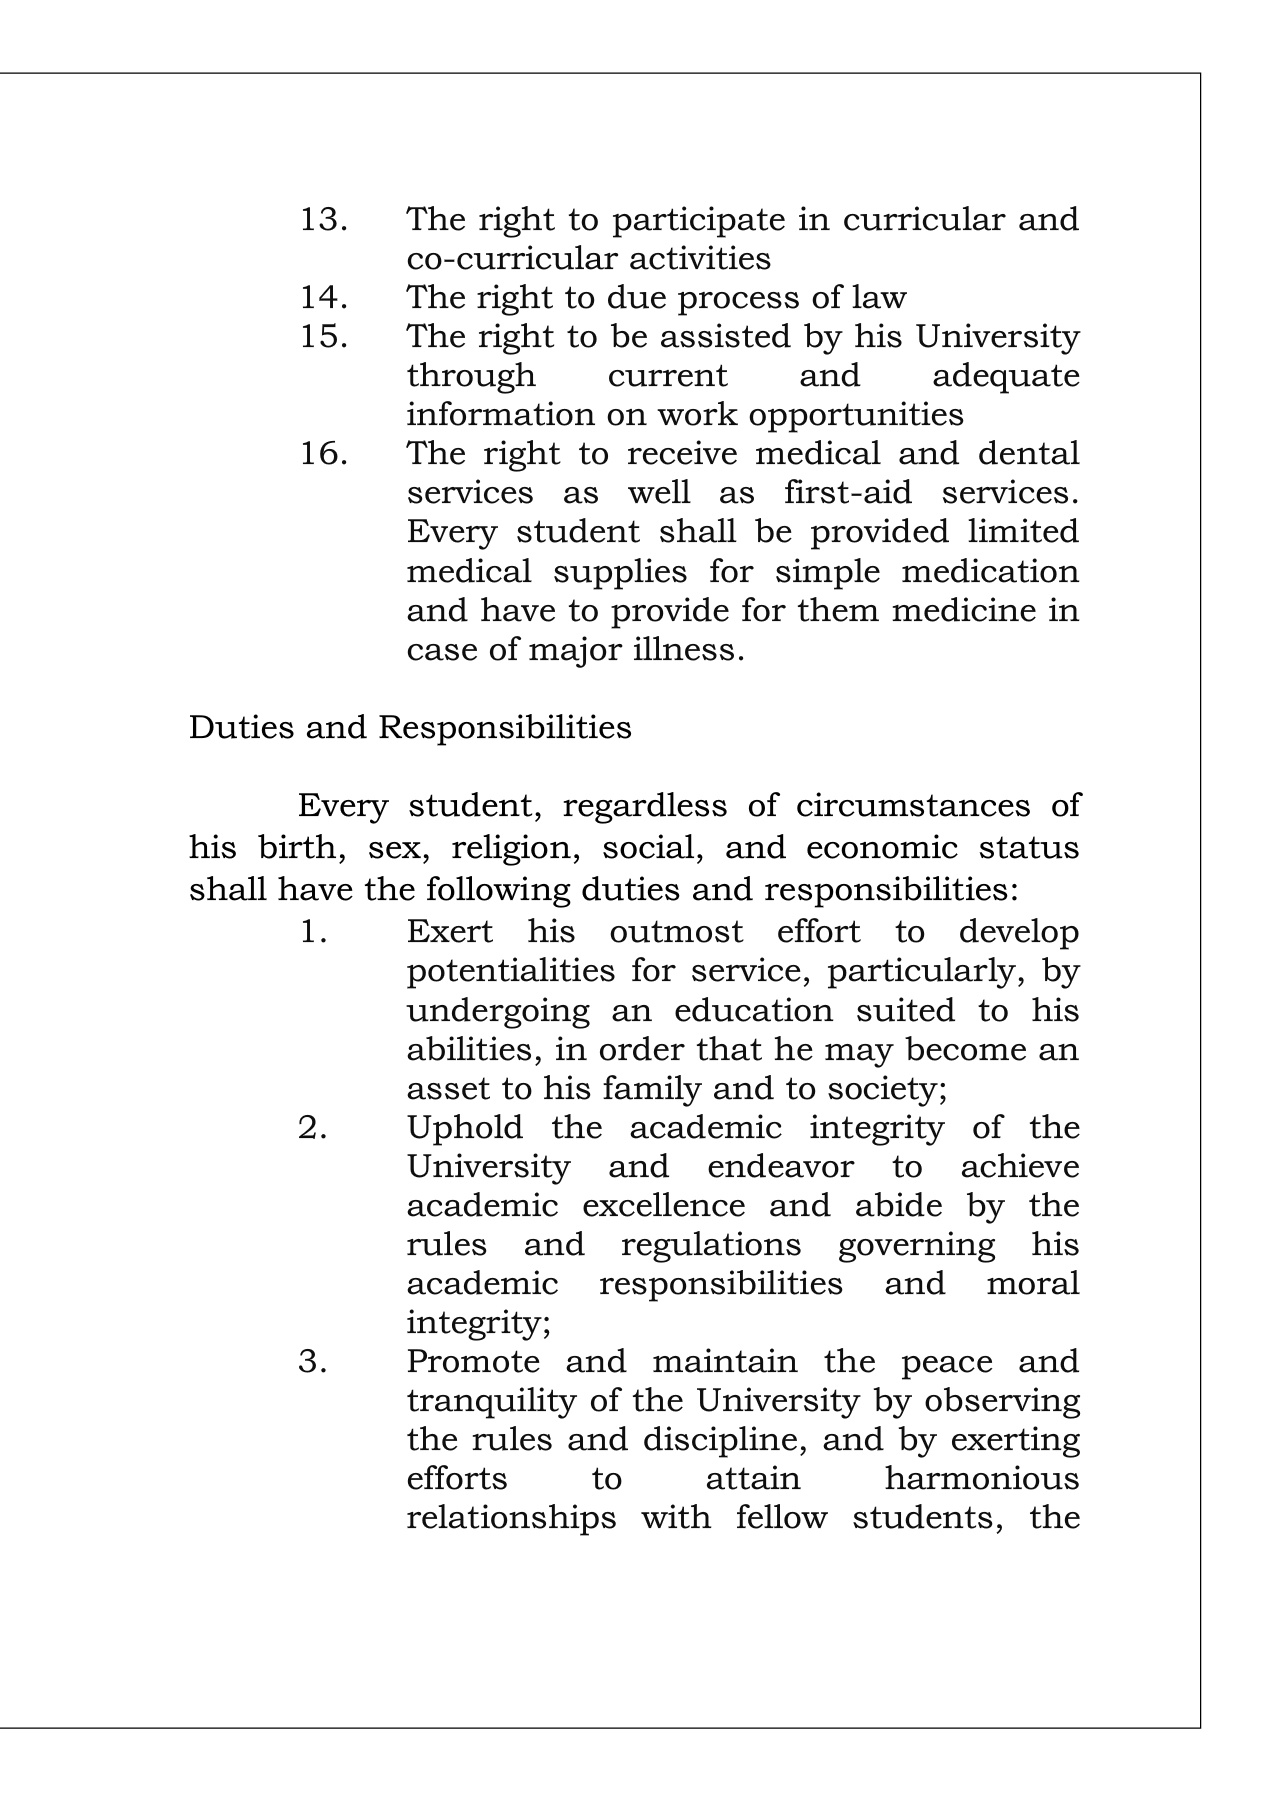 13. The right to participate in curricular and
co-curricular activities
14. The right to due process of law
15. The right to be assisted by his University
through current and adequate
information on work opportunities
16. The right to receive medical and dental
services as well as first-aid services.
Every student shall be provided limited
medical supplies for simple medication
and have to provide for them medicine in
case of major illness.
Duties and Responsibilities
Every student, regardless of circumstances of
his birth, sex, religion, social, and economic status
shall have the following duties and responsibilities:
1. Exert his outmost effort to develop
potentialities for service, particularly, by
undergoing an education suited to his
abilities, in order that he may become an
asset to his family and to society;
2. Uphold the academic integrity of the
University and endeavor to achieve
academic excellence and abide by the
rules and regulations governing his
academic responsibilities and moral
integrity;
3. Promote and maintain the peace and
tranquility of the University by observing
the rules and discipline, and by exerting
efforts to attain harmonious
relationships with fellow students, the